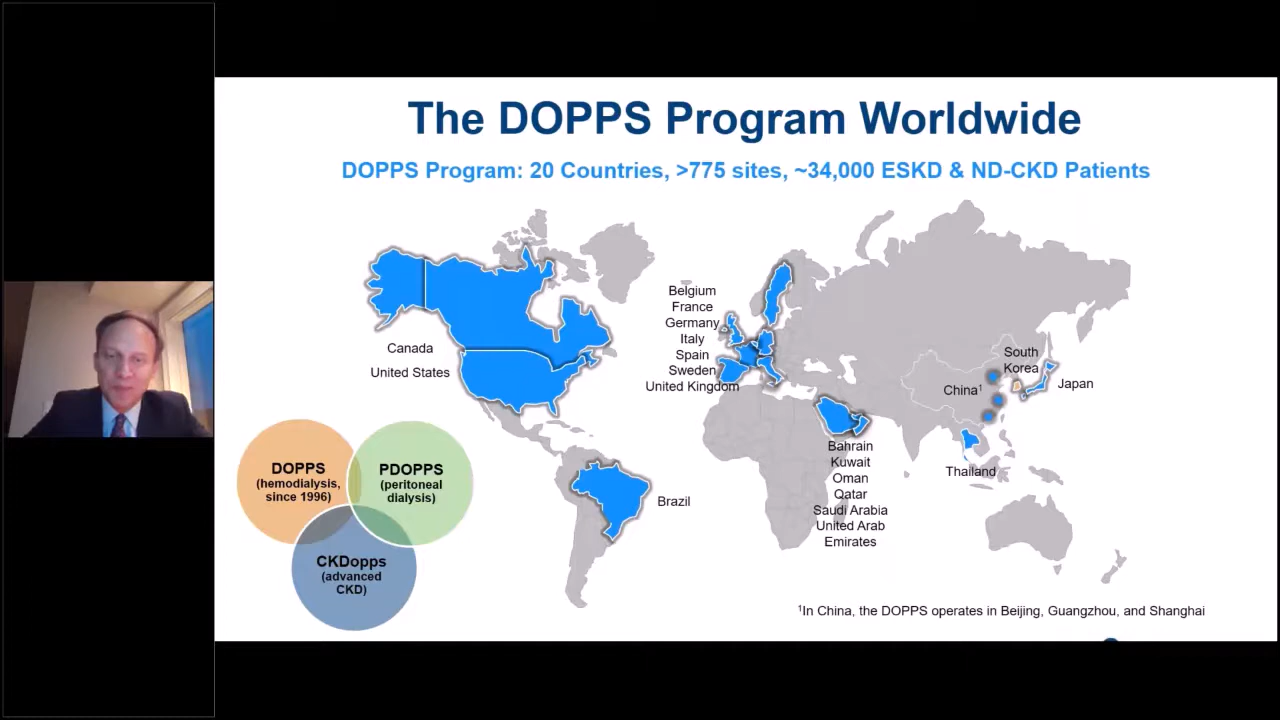 The DOPPS Program Worldwide
DOPPS Program: 20 Countries, >775 sites, ~34,000 ESKD & ND-CKD Patients
Canada
United States
Belgium
France
Germany
Italy
Spain
Sweden
United Kingdom
South
Korea
China¹
Japan
Thailand
Bahrain
Kuwait
Oman
Qatar
Saudi Arabia
United Arab
Emirates
Brazil
DOPPS
(hemodialysis,
since 1996)
PDOPPS
(peritoneal
dialysis)
CKDopps
(advanced
CKD)
¹In China, the DOPPS operates in Beijing, Guangzhou, and Shanghai